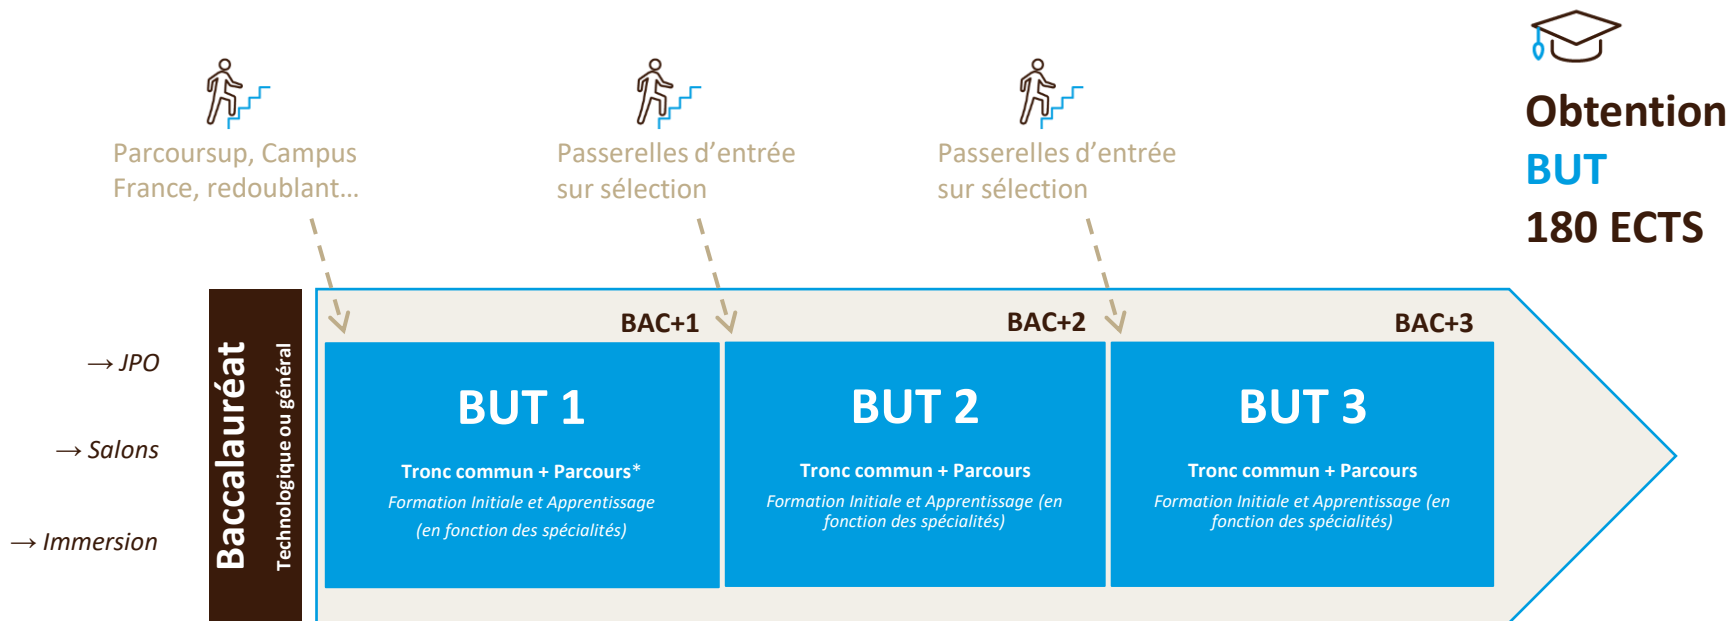 Obtention
BUT
180 ECTS
Parcoursup, Campus
France, redoublant…
Passerelles d’entrée
sur sélection
Passerelles d’entrée
sur sélection
→ JPO
→ Salons
→ Immersion
Baccalauréat
Technologique ou général
BAC+1
BUT 1
Tronc commun + Parcours*
Formation Initiale et Apprentissage
(en fonction des spécialités)
BAC+2
BUT 2
Tronc commun + Parcours
Formation Initiale et Apprentissage (en
fonction des spécialités)
BAC+3
BUT 3
Tronc commun + Parcours
Formation Initiale et Apprentissage (en
fonction des spécialités)